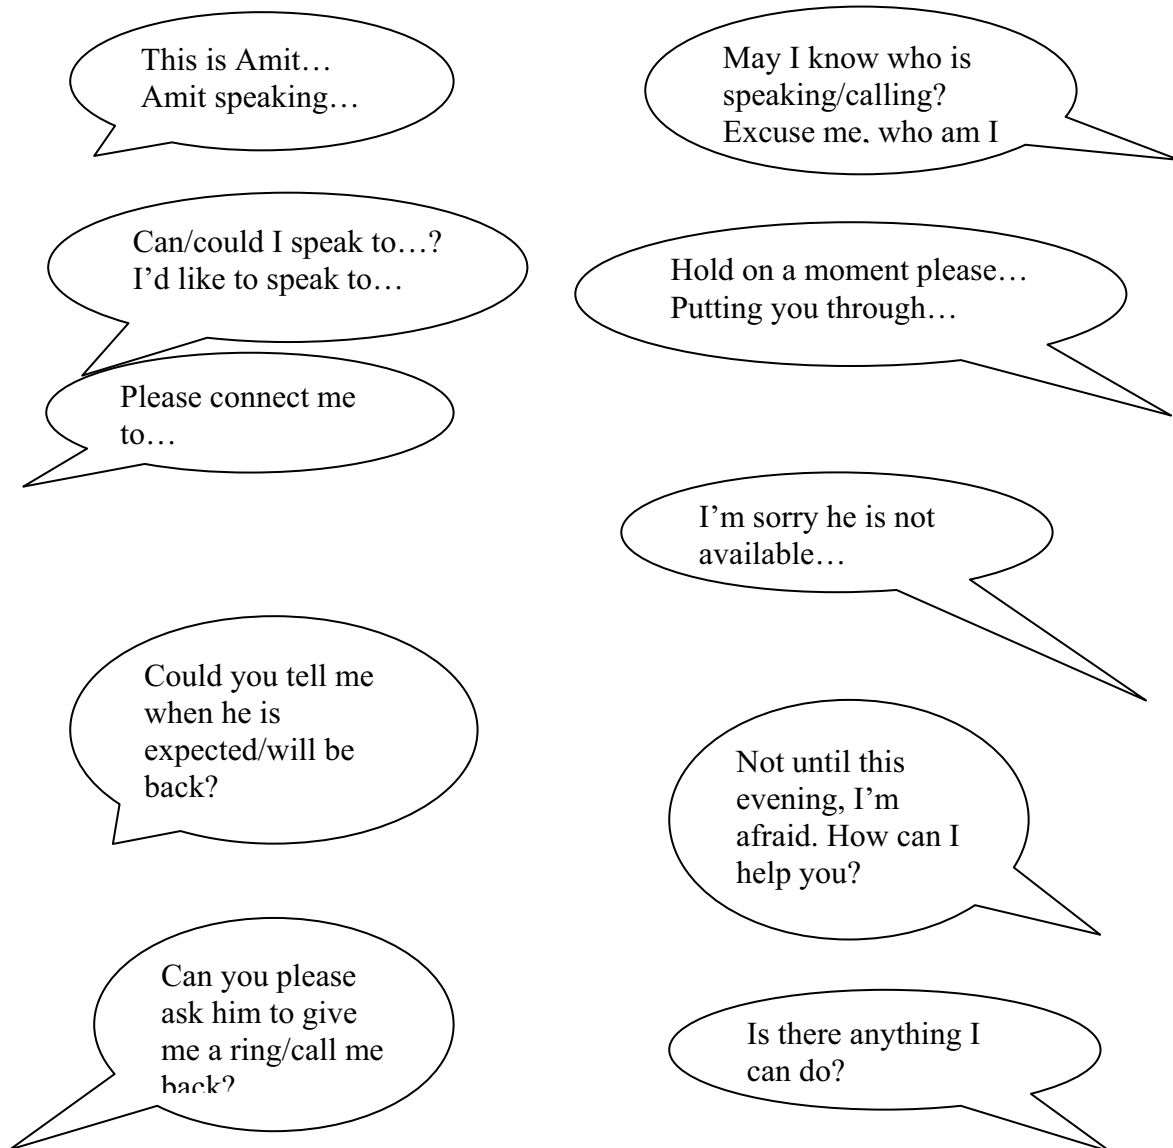 This is Amit…
Amit speaking…
May I know who is
speaking/calling?
Excuse me, who am I
Can/could I speak to…?
I’d like to speak to…
Hold on a moment please…
Putting you through…
Please connect me
to…
I’m sorry he is not
available…
Could you tell me
when he is
expected/will be
back?
Not until this
evening, I’m
afraid. How can I
help you?
Can you please
ask him to give
me a ring/call me
back?
Is there anything I
can do?